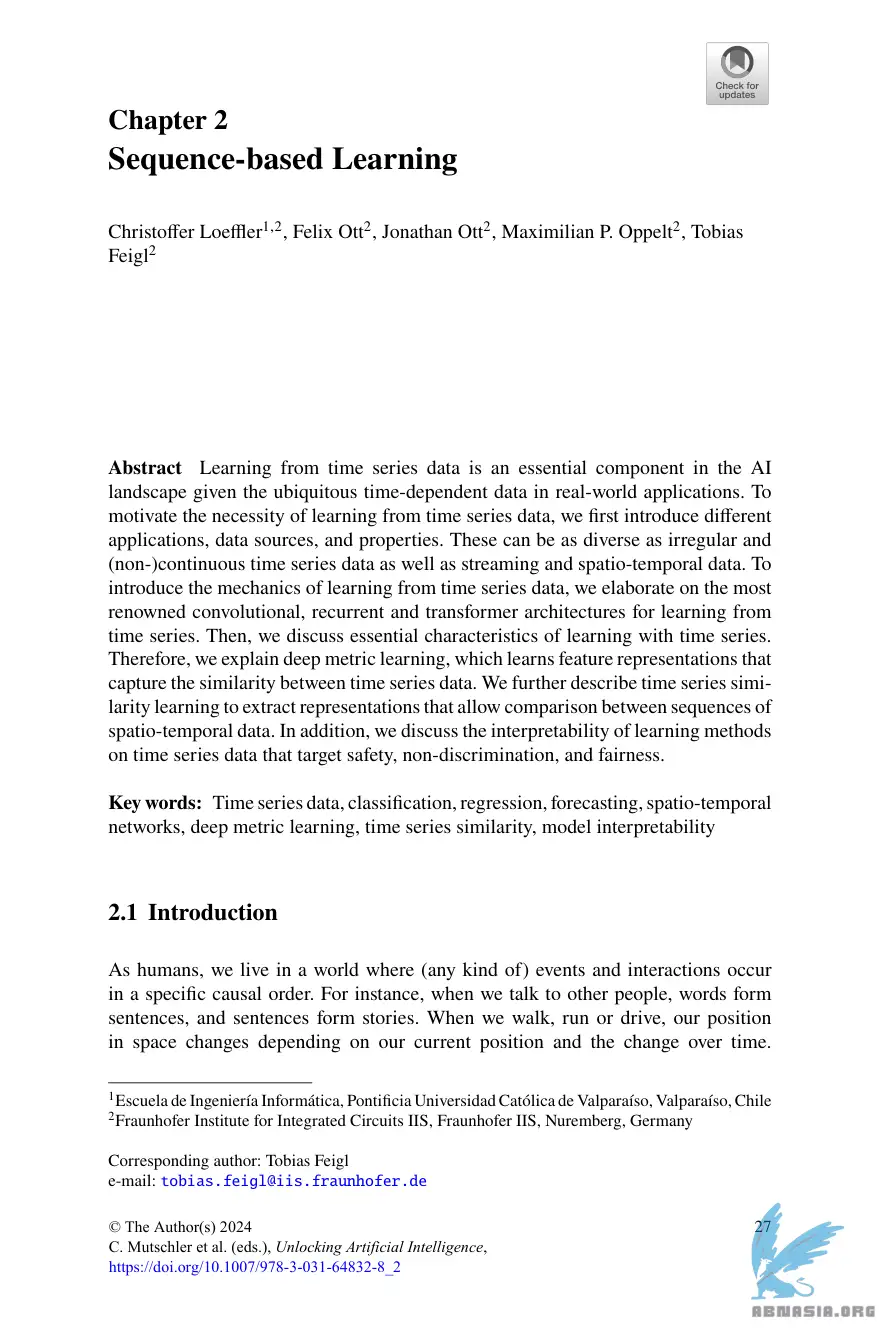 Check for
updates
Chapter 2
Sequence-based Learning
Christoffer Loeffler1,2, Felix Ott2, Jonathan Ott2, Maximilian P. Oppelt2, Tobias
Feigl2
Abstract Learning from time series data is an essential component in the AI
landscape given the ubiquitous time-dependent data in real-world applications. To
motivate the necessity of learning from time series data, we first introduce different
applications, data sources, and properties. These can be as diverse as irregular and
(non-)continuous time series data as well as streaming and spatio-temporal data. To
introduce the mechanics of learning from time series data, we elaborate on the most
renowned convolutional, recurrent and transformer architectures for learning from
time series. Then, we discuss essential characteristics of learning with time series.
Therefore, we explain deep metric learning, which learns feature representations that
capture the similarity between time series data. We further describe time series simi-
larity learning to extract representations that allow comparison between sequences of
spatio-temporal data. In addition, we discuss the interpretability of learning methods
on time series data that target safety, non-discrimination, and fairness.
Key words: Time series data, classification, regression, forecasting, spatio-temporal
networks, deep metric learning, time series similarity, model interpretability
2.1 Introduction
As humans, we live in a world where (any kind of) events and interactions occur
in a specific causal order. For instance, when we talk to other people, words form
sentences, and sentences form stories. When we walk, run or drive, our position
in space changes depending on our current position and the change over time.
1Escuela de Ingeniería Informática, Pontificia Universidad Católica de Valparaíso, Valparaíso, Chile
2Fraunhofer Institute for Integrated Circuits IIS, Fraunhofer IIS, Nuremberg, Germany
Corresponding author: Tobias Feigl
e-mail: tobias.feigl@iis.fraunhofer.de
© The Author(s) 2024
27
C. Mutschler et al. (eds.), Unlocking Artificial Intelligence,
https://doi.org/10.1007/978-3-031-64832-8_2
ABNASIA.ORG